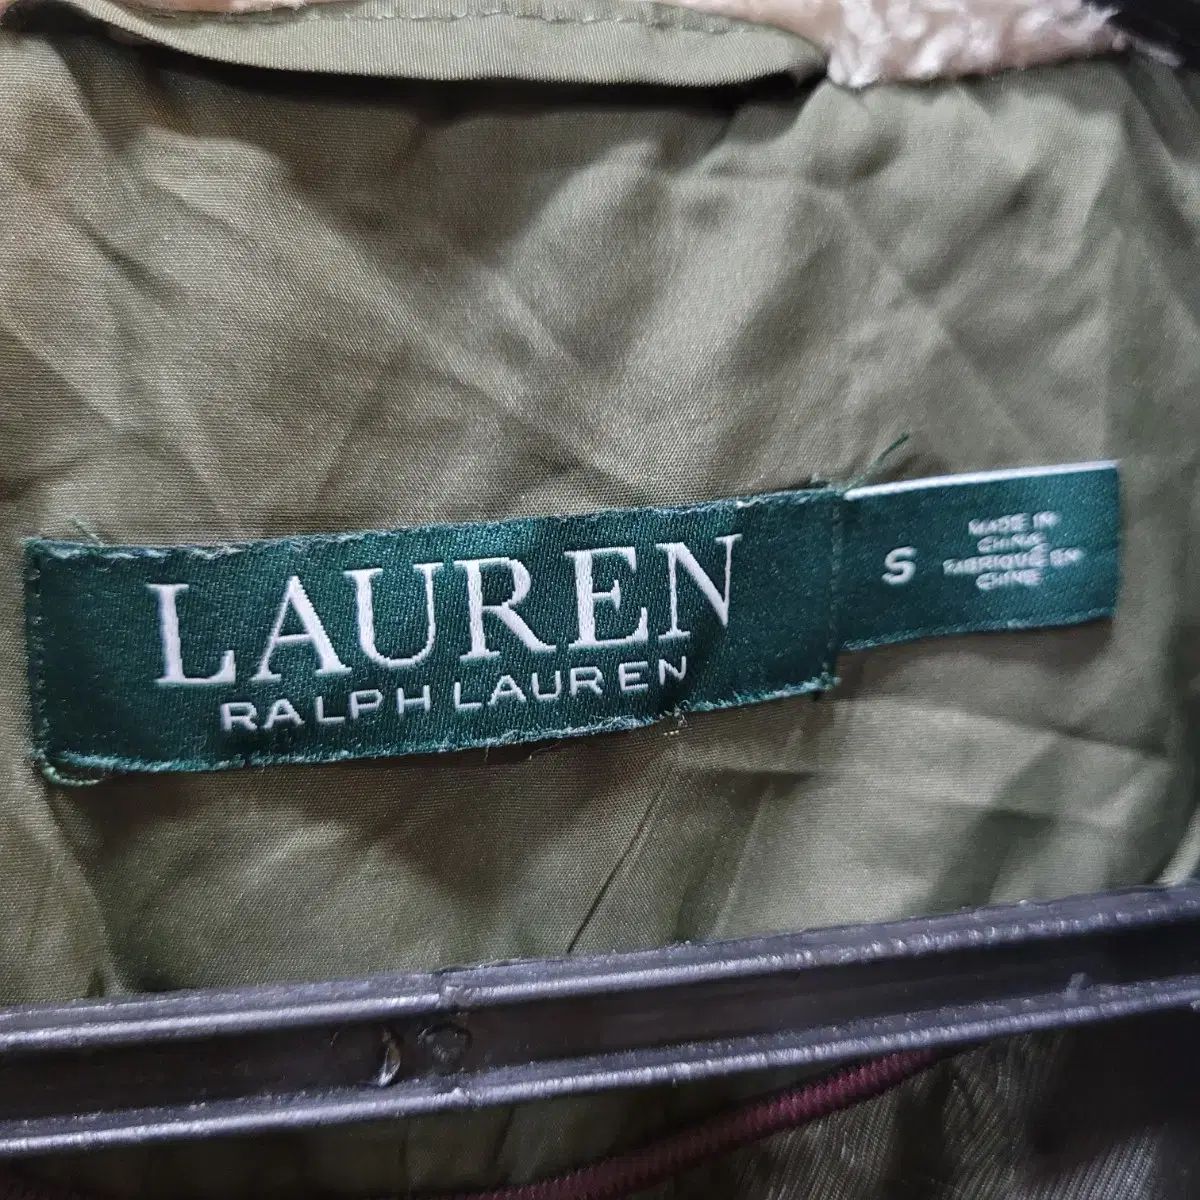 LAUREN
RALPH LAUREN
S
MADE IN
CHINA
FABRIQUÉ EN
CHINE